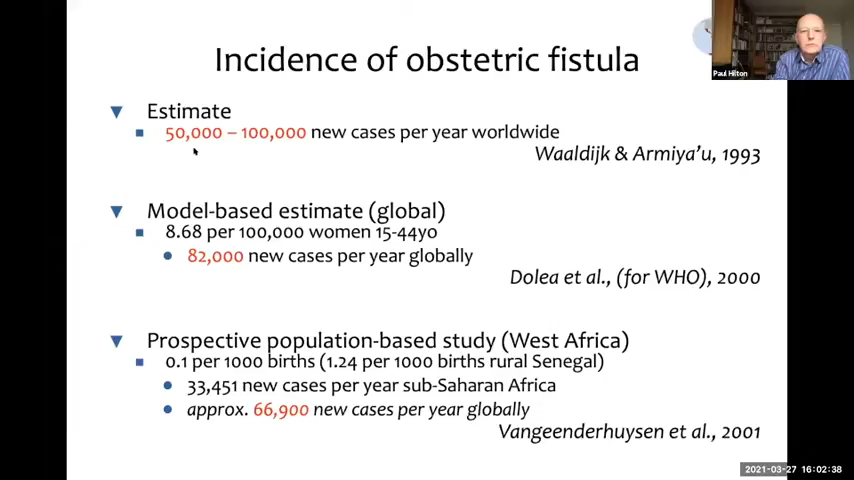 Incidence of obstetric fistula
Paul Hilton
Estimate
50,000 – 100,000 new cases per year worldwide
Waaldijk & Armiya'u, 1993
Model-based estimate (global)
8.68 per 100,000 women 15-44yo
82,000 new cases per year globally
Dolea et al., (for WHO), 2000
Prospective population-based study (West Africa)
0.1 per 1000 births (1.24 per 1000 births rural Senegal)
33,451 new cases per year sub-Saharan Africa
approx. 66,900 new cases per year globally
Vangeenderhuysen et al., 2001
2021-03-27 16:02:38